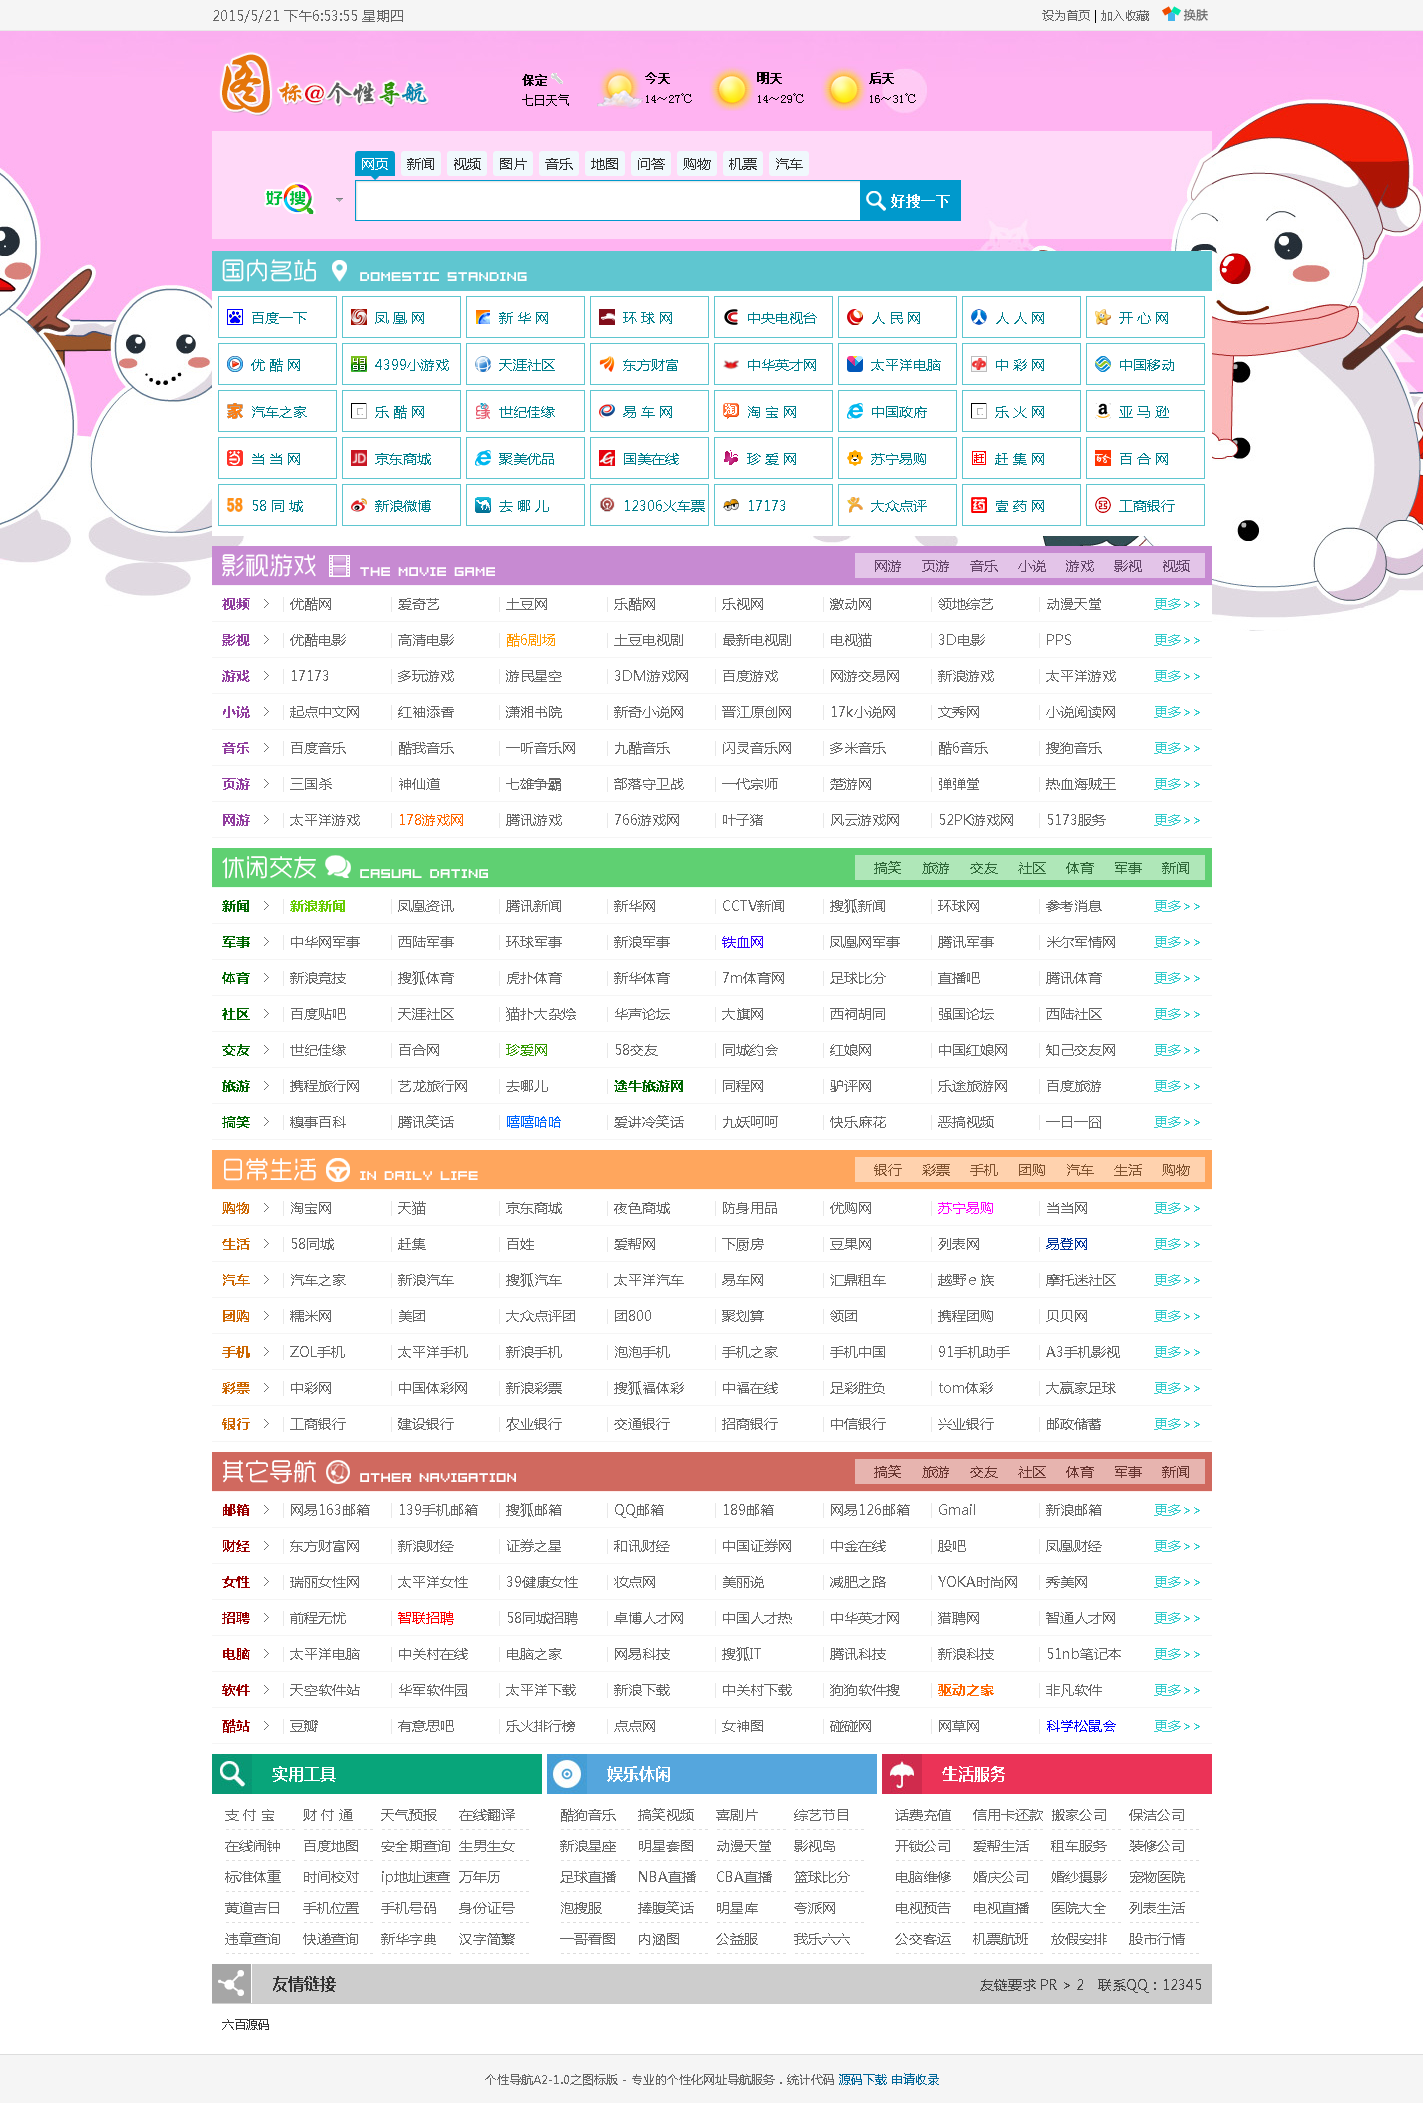 2015/5/21 下午6:53:55 星期四
设为首页 | 加入收藏 换肤
图标@个性导航
保定 今天 明天 后天
七日天气 14～27℃ 14～29℃ 16～31℃
网页 新闻 视频 图片 音乐 地图 问答 购物 机票 汽车
好搜 好搜一下
国内名站 DOMESTIC STANDING
百度一下 凤 凰 网 新 华 网 环 球 网 中央电视台 人 民 网 人 人 网 开 心 网
优 酷 网 4399小游戏 天涯社区 东方财富 中华英才网 太平洋电脑 中 彩 网 中国移动
汽车之家 乐 酷 网 世纪佳缘 易 车 网 淘 宝 网 中国政府 乐 火 网 亚 马 逊
当 当 网 京东商城 聚美优品 国美在线 珍 爱 网 苏宁易购 赶 集 网 百 合 网
58 同 城 新浪微博 去 哪 儿 12306火车票 17173 大众点评 壹 药 网 工商银行
影视游戏 THE MOVIE GAME 网游 页游 音乐 小说 游戏 影视 视频
视频 优酷网 爱奇艺 土豆网 乐酷网 乐视网 激动网 领地综艺 动漫天堂 更多>>
影视 优酷电影 高清电影 酷6剧场 土豆电视剧 最新电视剧 电视猫 3D电影 PPS 更多>>
游戏 17173 多玩游戏 游民星空 3DM游戏网 百度游戏 网游交易网 新浪游戏 太平洋游戏 更多>>
小说 起点中文网 红袖添香 潇湘书院 新奇小说网 晋江原创网 17k小说网 文秀网 小说阅读网 更多>>
音乐 百度音乐 酷我音乐 一听音乐网 九酷音乐 闪灵音乐网 多米音乐 酷6音乐 搜狗音乐 更多>>
页游 三国杀 神仙道 七雄争霸 部落守卫战 一代宗师 楚游网 弹弹堂 热血海贼王 更多>>
网游 太平洋游戏 178游戏网 腾讯游戏 766游戏网 叶子猪 风云游戏网 52PK游戏网 5173服务 更多>>
休闲交友 CASUAL DATING 搞笑 旅游 交友 社区 体育 军事 新闻
新闻 新浪新闻 凤凰资讯 腾讯新闻 新华网 CCTV新闻 搜狐新闻 环球网 参考消息 更多>>
军事 中华网军事 西陆军事 环球军事 新浪军事 铁血网 凤凰网军事 腾讯军事 米尔军情网 更多>>
体育 新浪竞技 搜狐体育 虎扑体育 新华体育 7m体育网 足球比分 直播吧 腾讯体育 更多>>
社区 百度贴吧 天涯社区 猫扑大杂烩 华声论坛 大旗网 西祠胡同 强国论坛 西陆社区 更多>>
交友 世纪佳缘 百合网 珍爱网 58交友 同城约会 红娘网 中国红娘网 知己交友网 更多>>
旅游 携程旅行网 艺龙旅行网 去哪儿 途牛旅游网 同程网 驴评网 乐途旅游网 百度旅游 更多>>
搞笑 糗事百科 腾讯笑话 嘻嘻哈哈 爱讲冷笑话 九妖呵呵 快乐麻花 恶搞视频 一日一囧 更多>>
日常生活 IN DAILY LIFE 银行 彩票 手机 团购 汽车 生活 购物
购物 淘宝网 天猫 京东商城 夜色商城 防身用品 优购网 苏宁易购 当当网 更多>>
生活 58同城 赶集 百姓 爱帮网 下厨房 豆果网 列表网 易登网 更多>>
汽车 汽车之家 新浪汽车 搜狐汽车 太平洋汽车 易车网 汇鼎租车 越野ｅ族 摩托迷社区 更多>>
团购 糯米网 美团 大众点评团 团800 聚划算 领团 携程团购 贝贝网 更多>>
手机 ZOL手机 太平洋手机 新浪手机 泡泡手机 手机之家 手机中国 91手机助手 A3手机影视 更多>>
彩票 中彩网 中国体彩网 新浪彩票 搜狐福体彩 中福在线 足彩胜负 tom体彩 大赢家足球 更多>>
银行 工商银行 建设银行 农业银行 交通银行 招商银行 中信银行 兴业银行 邮政储蓄 更多>>
其它导航 OTHER NAVIGATION 搞笑 旅游 交友 社区 体育 军事 新闻
邮箱 网易163邮箱 139手机邮箱 搜狐邮箱 QQ邮箱 189邮箱 网易126邮箱 Gmail 新浪邮箱 更多>>
财经 东方财富网 新浪财经 证券之星 和讯财经 中国证券网 中金在线 股吧 凤凰财经 更多>>
女性 瑞丽女性网 太平洋女性 39健康女性 妆点网 美丽说 减肥之路 YOKA时尚网 秀美网 更多>>
招聘 前程无忧 智联招聘 58同城招聘 卓博人才网 中国人才热 中华英才网 猎聘网 智通人才网 更多>>
电脑 太平洋电脑 中关村在线 电脑之家 网易科技 搜狐IT 腾讯科技 新浪科技 51nb笔记本 更多>>
软件 天空软件站 华军软件园 太平洋下载 新浪下载 中关村下载 狗狗软件搜 驱动之家 非凡软件 更多>>
酷站 豆瓣 有意思吧 乐火排行榜 点点网 女神图 碰碰网 网草网 科学松鼠会 更多>>
实用工具 娱乐休闲 生活服务
支 付 宝 财 付 通 天气预报 在线翻译 酷狗音乐 搞笑视频 喜剧片 综艺节目 话费充值 信用卡还款 搬家公司 保洁公司
在线闹钟 百度地图 安全期查询 生男生女 新浪星座 明星套图 动漫天堂 影视岛 开锁公司 爱帮生活 租车服务 装修公司
标准体重 时间校对 ip地址速查 万年历 足球直播 NBA直播 CBA直播 篮球比分 电脑维修 婚庆公司 婚纱摄影 宠物医院
黄道吉日 手机位置 手机号码 身份证号 泡搜服 捧腹笑话 明星库 夸派网 电视预告 电视直播 医院大全 列表生活
违章查询 快递查询 新华字典 汉字简繁 一哥看图 内涵图 公益服 我乐六六 公交客运 机票航班 放假安排 股市行情
友情链接 友链要求 PR > 2 联系QQ：12345
六百源码
个性导航A2-1.0之图标版 - 专业的个性化网址导航服务 . 统计代码 源码下载 申请收录